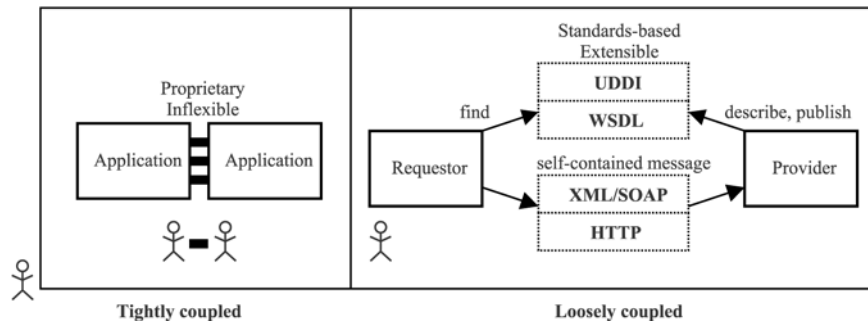 Proprietary
Inflexible
Application
Application
Tightly coupled
Standards-based
Extensible
UDDI
find
describe, publish
WSDL
Requestor
self-contained message
Provider
XML/SOAP
HTTP
Loosely coupled